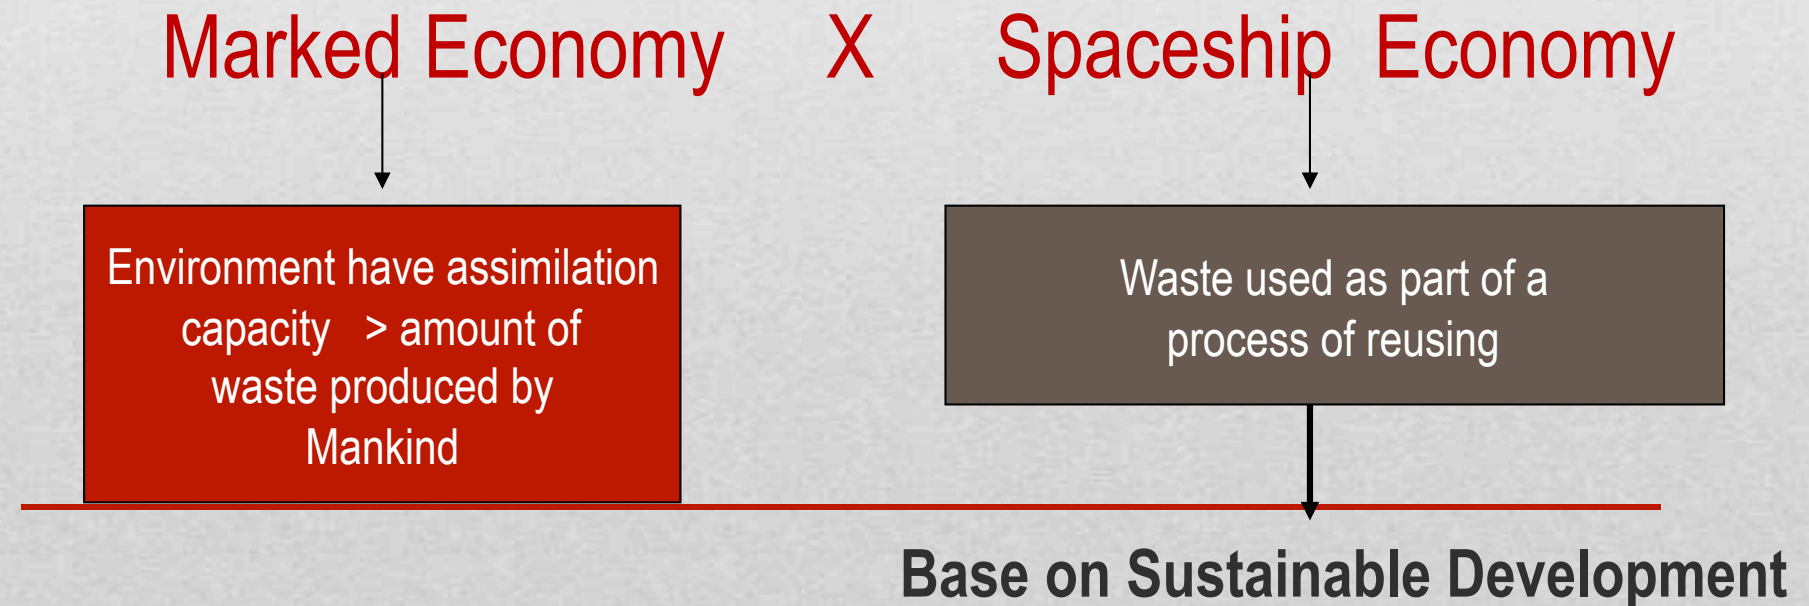 Marked Economy X Spaceship Economy
Environment have assimilation
capacity > amount of
waste produced by
Mankind
Waste used as part of a
process of reusing
Base on Sustainable Development